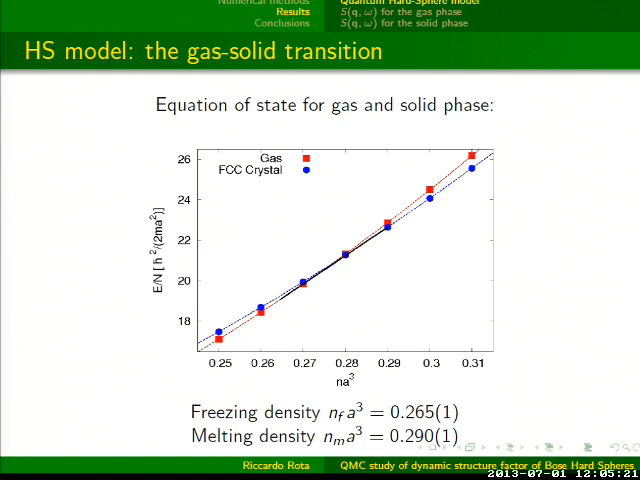 Numerical methods
Results
Conclusions
Quantum Hard-Sphere model
S(q, ω) for the gas phase
S(q, ω) for the solid phase
HS model: the gas-solid transition
Equation of state for gas and solid phase:
Gas
FCC Crystal
E/N [ ħ²/(2ma²)]
26
24
22
20
18
0.25 0.26 0.27 0.28 0.29 0.3 0.31
na³
Freezing density n_f a³ = 0.265(1)
Melting density n_m a³ = 0.290(1)
Riccardo Rota
QMC study of dynamic structure factor of Bose Hard Spheres
2013-07-01 12:05:21